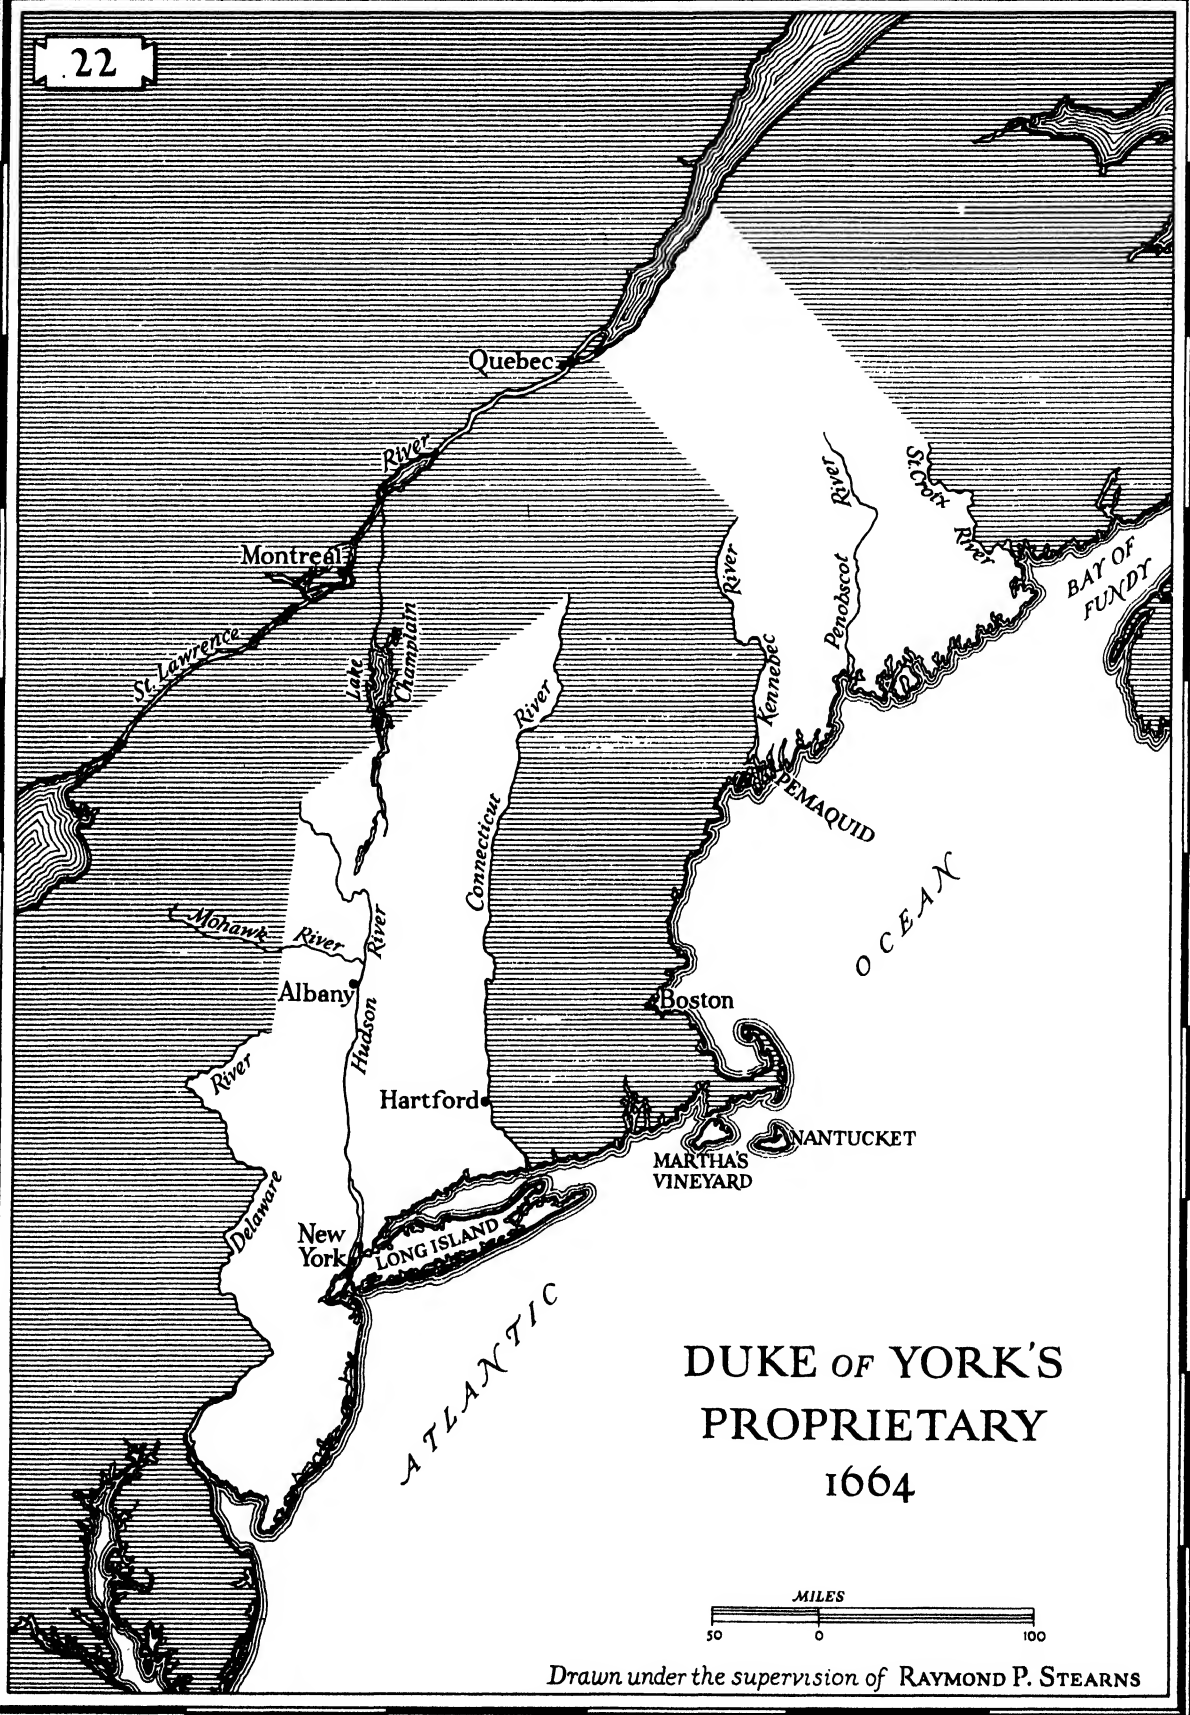 22
Quebec
River
Montreal
St. Lawrence
Lake
Champlain
River
Connecticut
River
Kennebec
River
Penobscot
St. Croix
River
BAY OF
FUNDY
PEMAQUID
OCEAN
Mohawk
River
River
Albany
Hudson
Boston
River
Hartford
NANTUCKET
MARTHA'S
VINEYARD
Delaware
New
York
LONG ISLAND
ATLANTIC
DUKE OF YORK'S
PROPRIETARY
1664
MILES
50 0 100
Drawn under the supervision of RAYMOND P. STEARNS